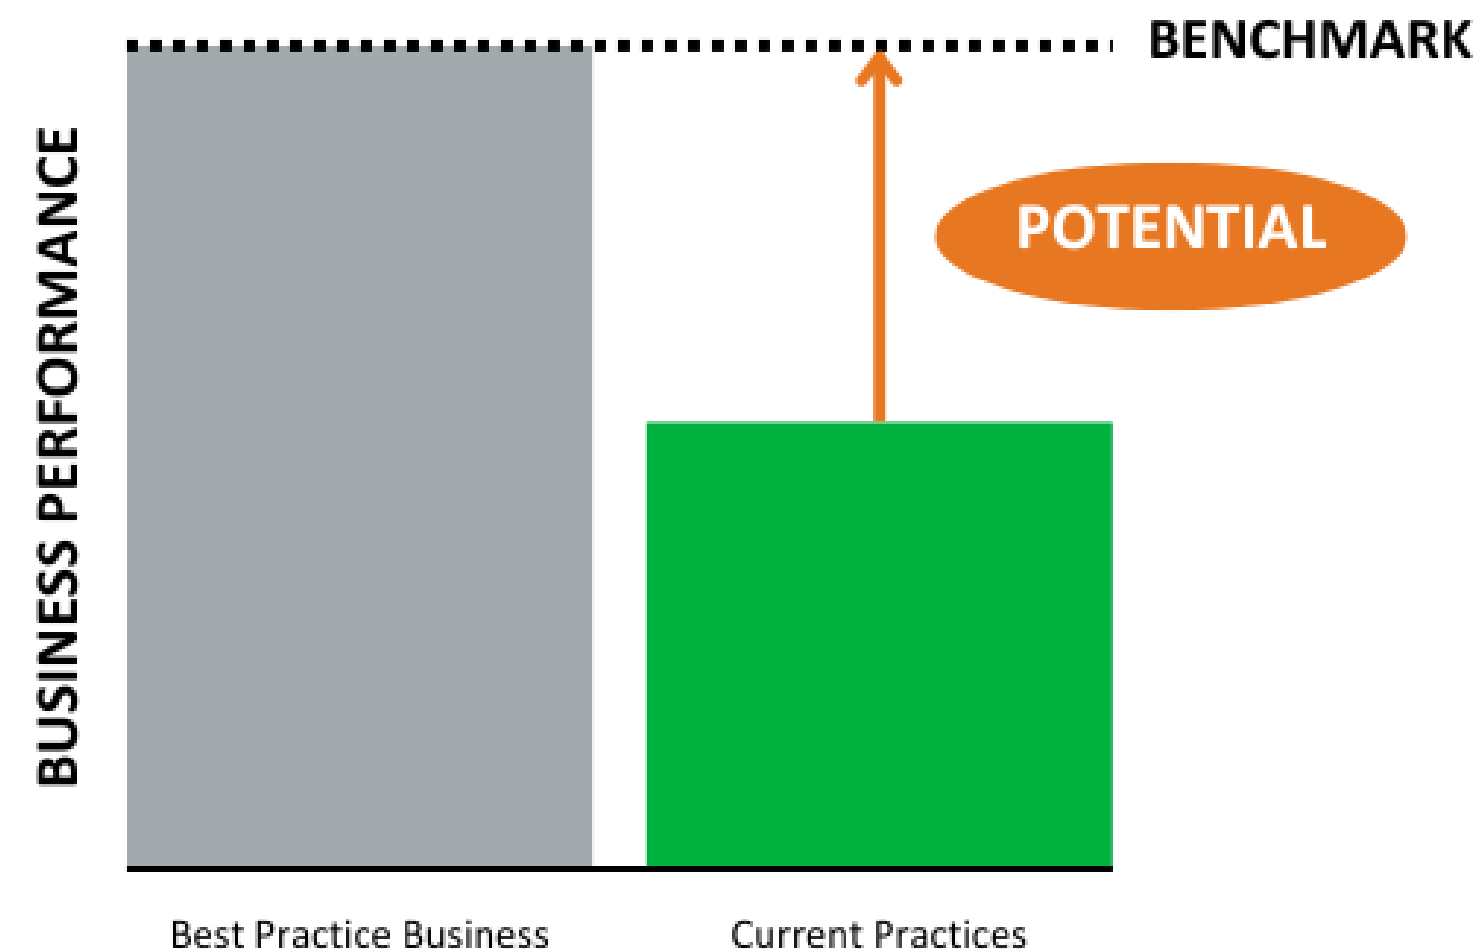 BENCHMARK
POTENTIAL
BUSINESS PERFORMANCE
Best Practice Business
Current Practices